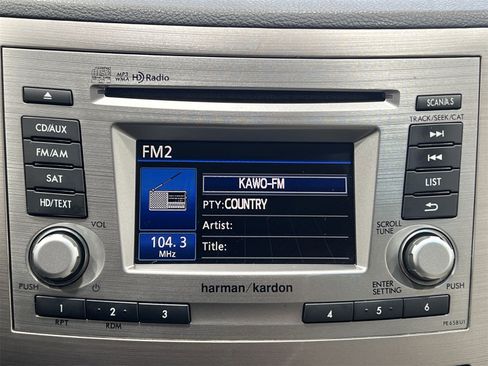 MP3
WMA
HD Radio
SCAN/AS
TRACK/SEEK/CAT
CD/AUX
FM/AM
SAT
HD/TEXT
LIST
FM2
KAWO-FM
PTY:COUNTRY
Artist:
104.3
MHz
Title:
VOL
SCROLL
TUNE
PUSH
ENTER
SETTING
PUSH
harman/kardon
1
2
3
4
5
6
RPT
RDM
PE658U1